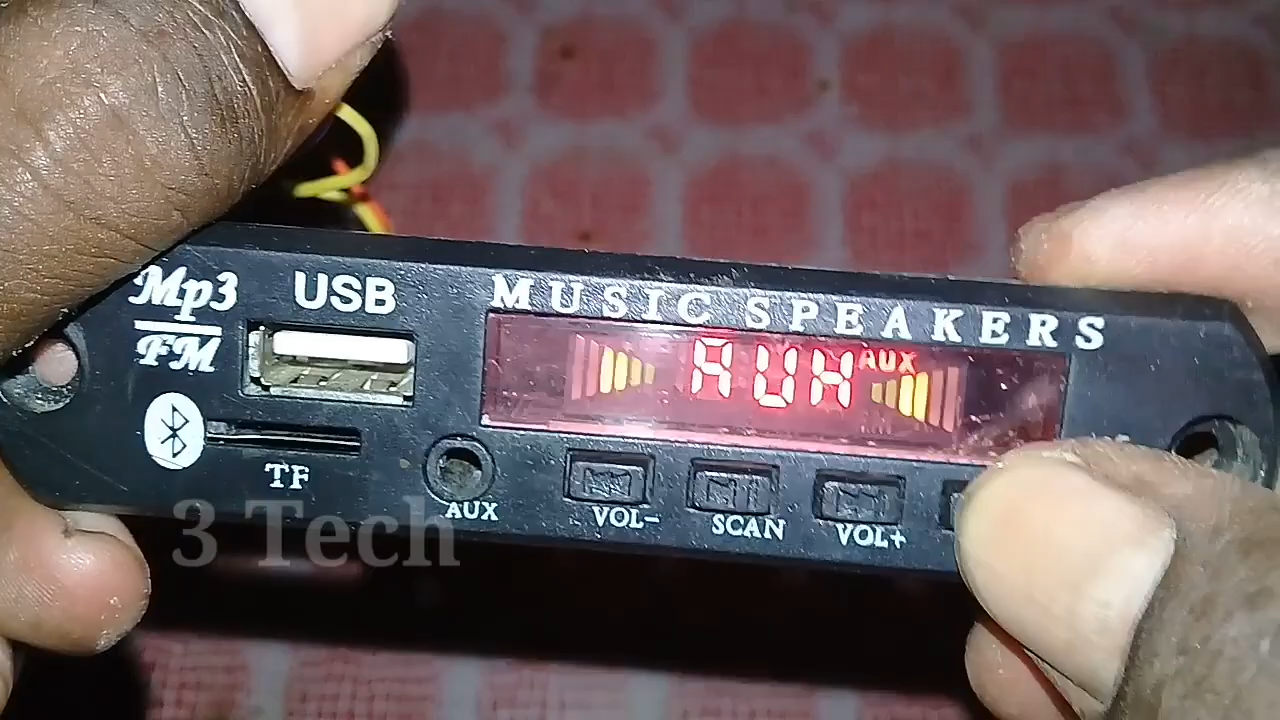 Mp3
FM
USB
MUSIC SPEAKERS
AUX
AUX
TF
AUX
VOL-
SCAN
VOL+
3 Tech